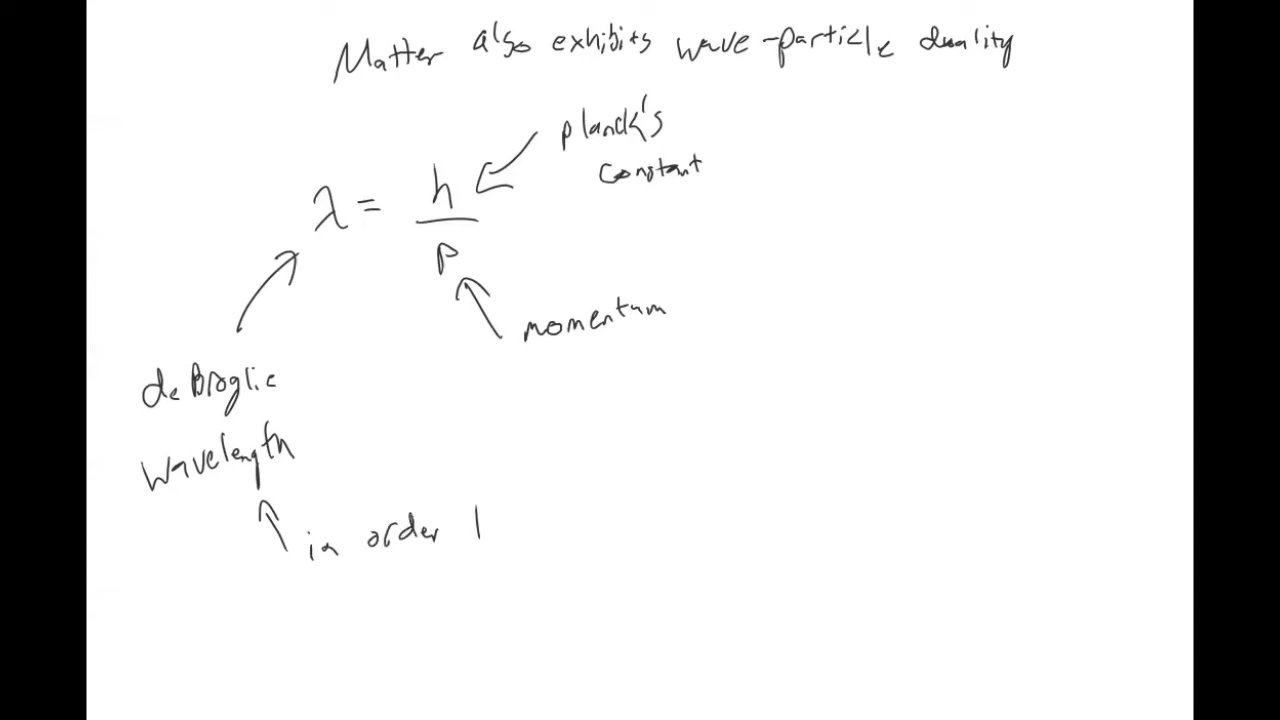 Matter also exhibits wave-particle duality
planck's
constant
λ = h/p
momentum
de Broglie
wavelength
in order